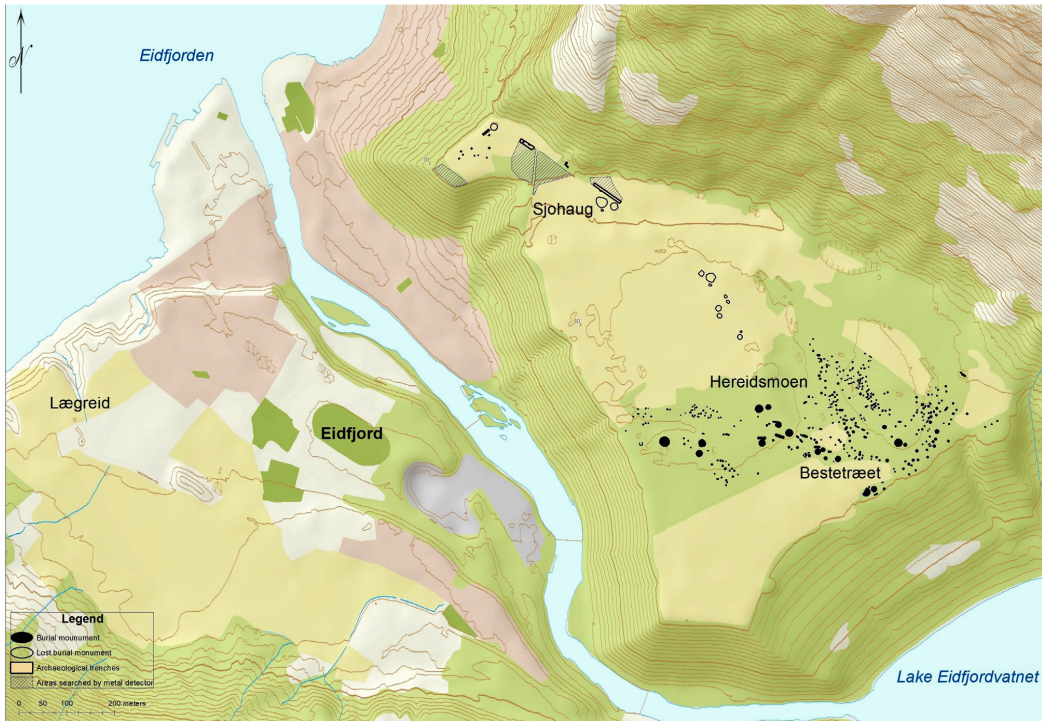 Eidfjorden
N
Sjohaug
Hereidsmoen
Lægreid
Eidfjord
Bestetræet
Lake Eidfjordvatnet
Legend
Burial mounument
Lost burial monument
Archaeological trenches
Areas searched by metal detector
0 50 100 200 meters